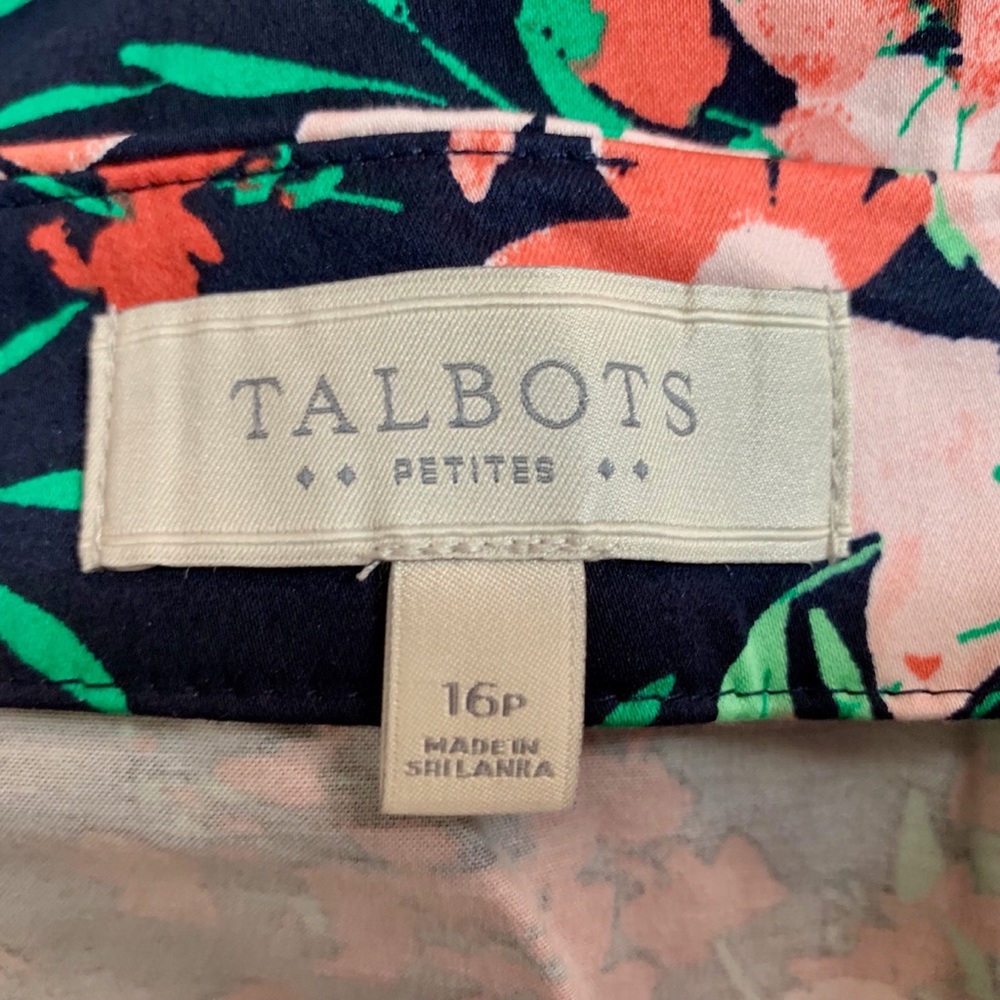 TALBOTS
PETITES
16P
MADE IN
SRI LANKA